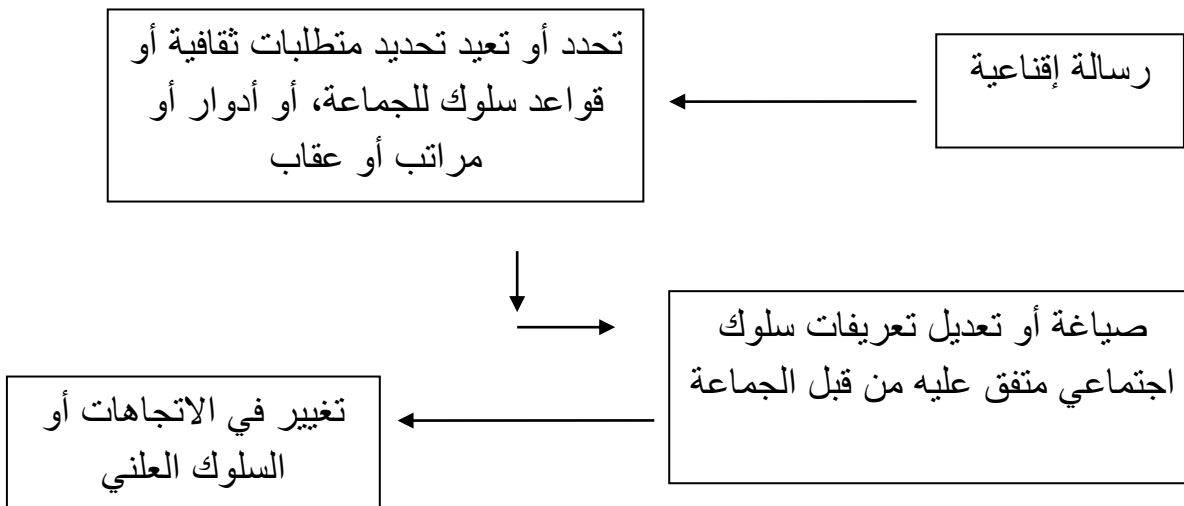 رسالة إقناعية
تحدد أو تعيد تحديد متطلبات ثقافية أو
قواعد سلوك للجماعة، أو أدوار أو
مراتب أو عقاب
صياغة أو تعديل تعريفات سلوك
اجتماعي متفق عليه من قبل الجماعة
تغيير في الاتجاهات أو
السلوك العلني